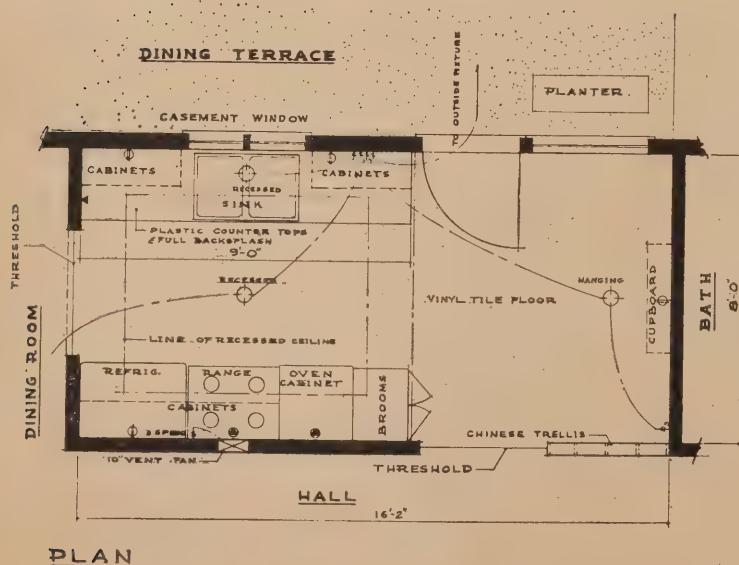 DINING TERRACE
TO OUTSIDE FIXTURE
PLANTER.
CASEMENT WINDOW
CABINETS
RECESSED
SINK
CABINETS
PLASTIC COUNTER TOPS
& FULL BACKSPLASH
9'-0"
THRESHOLD
RECESSED
HANGING
VINYL TILE FLOOR
CUPBOARD
BATH
8'-0"
LINE OF RECESSED CEILING
DINING ROOM
REFRIG.
RANGE
OVEN
CABINET
CABINETS
BROOMS
10" VENT FAN
CHINESE TRELLIS
THRESHOLD
HALL
16'-2"
PLAN